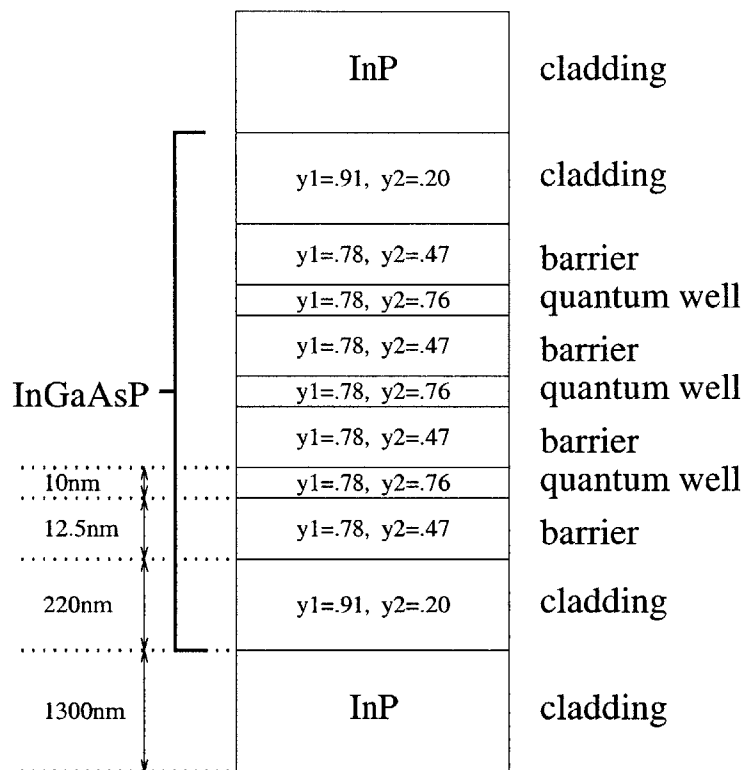 InP cladding
y1=.91, y2=.20 cladding
y1=.78, y2=.47 barrier
y1=.78, y2=.76 quantum well
y1=.78, y2=.47 barrier
InGaAsP y1=.78, y2=.76 quantum well
y1=.78, y2=.47 barrier
10nm y1=.78, y2=.76 quantum well
12.5nm y1=.78, y2=.47 barrier
220nm y1=.91, y2=.20 cladding
1300nm InP cladding